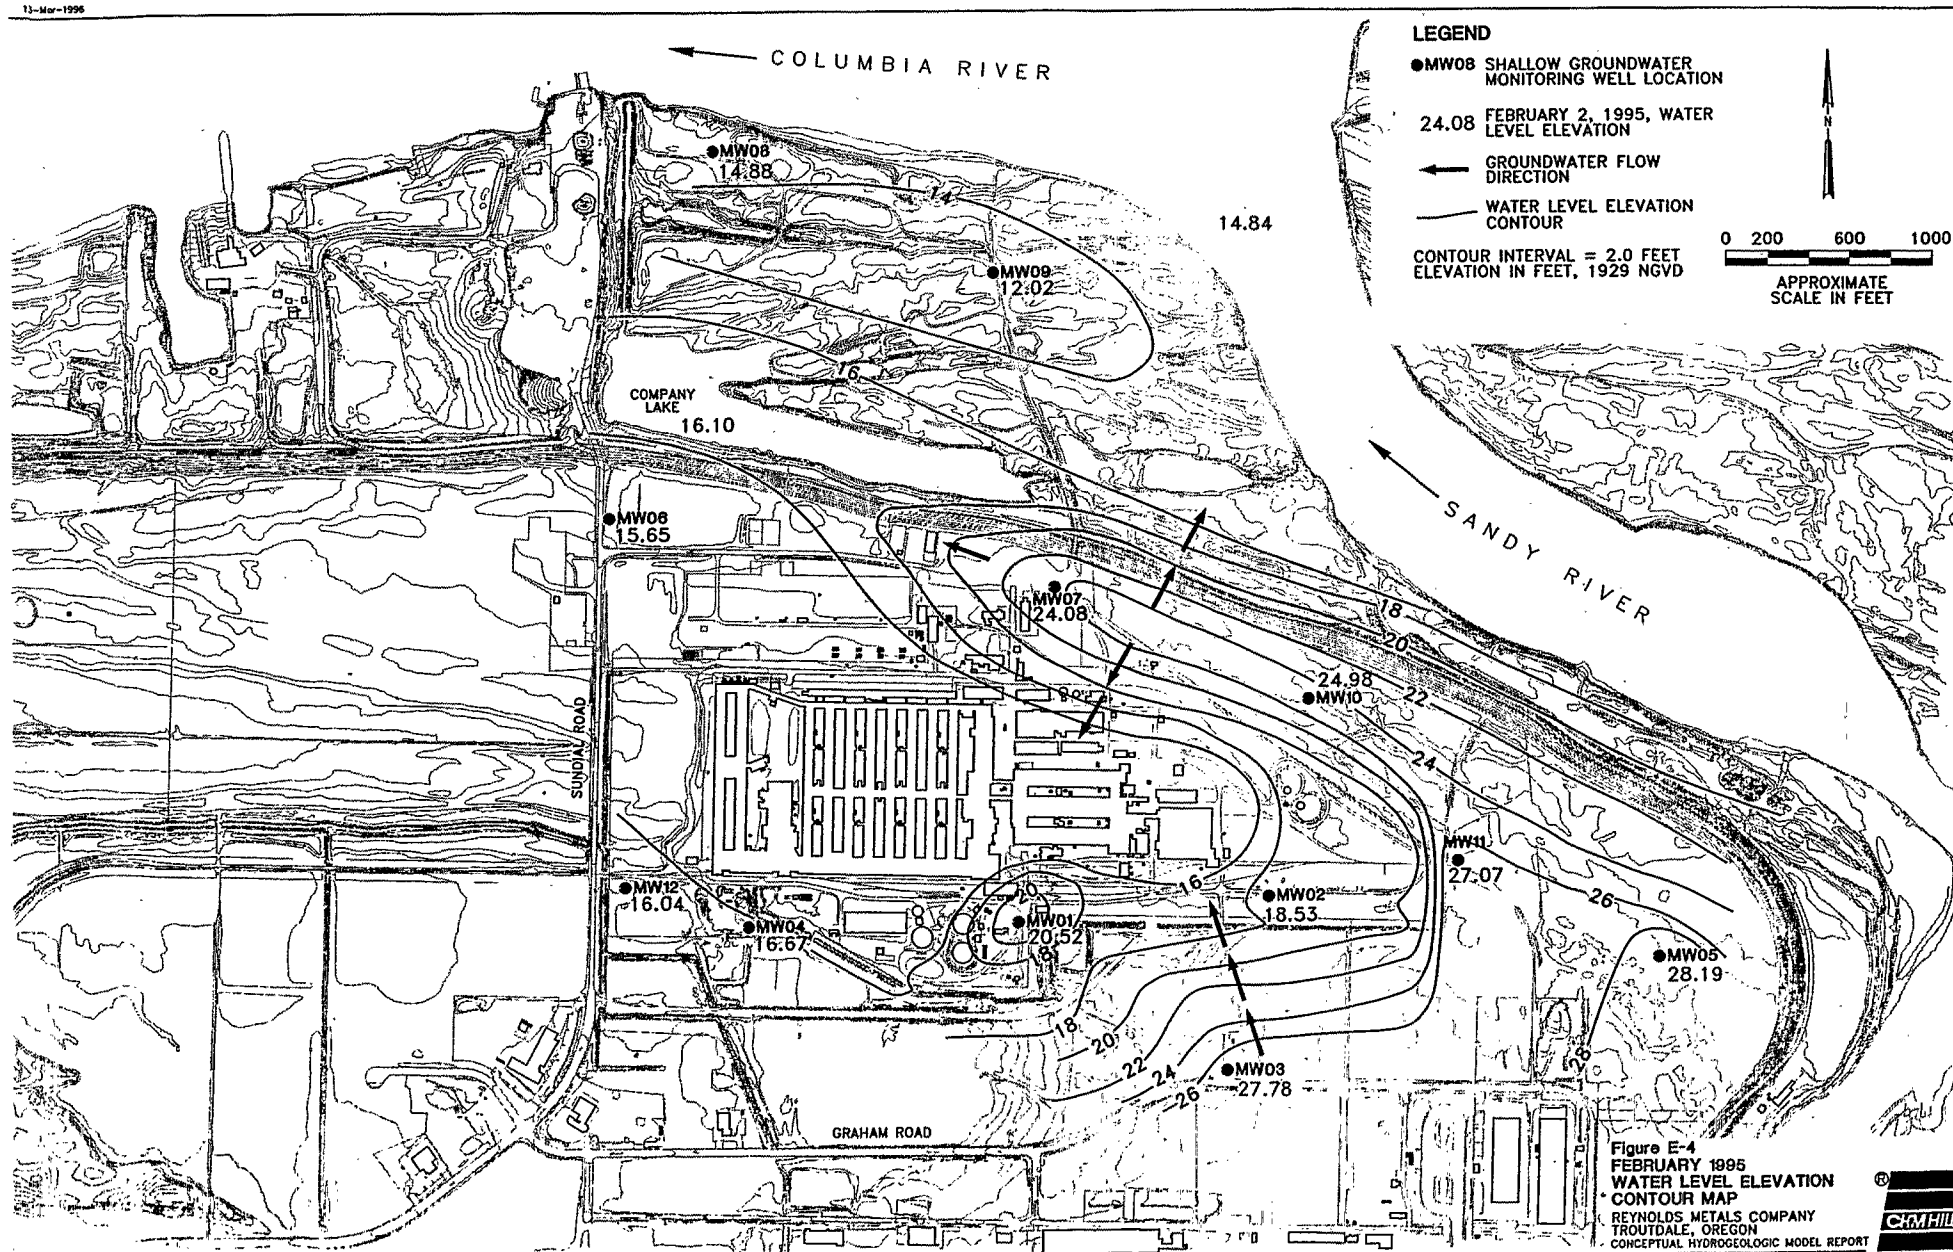 13-Mar-1996
COLUMBIA RIVER
LEGEND
MW08 SHALLOW GROUNDWATER
MONITORING WELL LOCATION
24.08 FEBRUARY 2, 1995, WATER
LEVEL ELEVATION
GROUNDWATER FLOW
DIRECTION
WATER LEVEL ELEVATION
CONTOUR
CONTOUR INTERVAL = 2.0 FEET
ELEVATION IN FEET, 1929 NGVD
N
0 200 600 1000
APPROXIMATE
SCALE IN FEET
MW08
14.88
14
14.84
MW09
12.02
16
COMPANY
LAKE
16.10
SANDY RIVER
MW06
15.65
MW07
24.08
18
20
24.98
MW10
22
24
SUNDIAL ROAD
MW11
27.07
26
MW12
16.04
MW04
16.67
20
MW01
20.52
18
16
MW02
18.53
MW05
28.19
18
20
22
24
26
28
MW03
27.78
GRAHAM ROAD
Figure E-4
FEBRUARY 1995
WATER LEVEL ELEVATION
CONTOUR MAP
REYNOLDS METALS COMPANY
TROUTDALE, OREGON
CONCEPTUAL HYDROGEOLOGIC MODEL REPORT
®
CH2MHILL